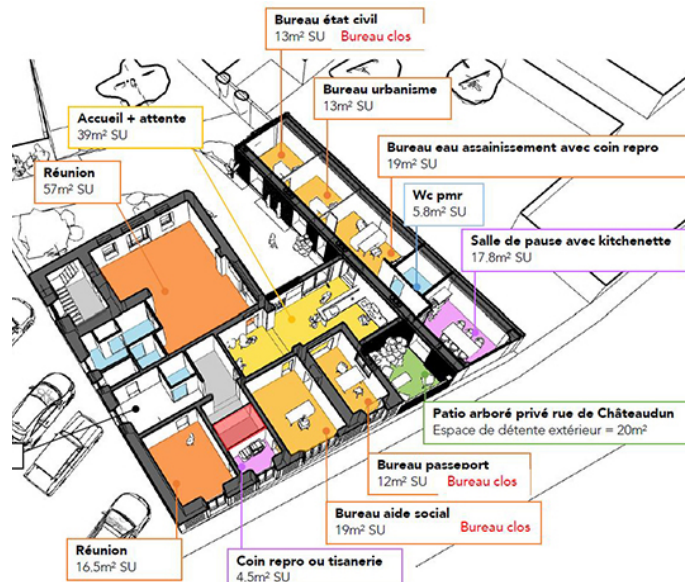 Bureau état civil
13m² SU Bureau clos
Bureau urbanisme
13m² SU
Accueil + attente
39m² SU
Bureau eau assainissement avec coin repro
19m² SU
Réunion
57m² SU
Wc pmr
5.8m² SU
Salle de pause avec kitchenette
17.8m² SU
Patio arboré privé rue de Châteaudun
Espace de détente extérieur = 20m²
Bureau passeport
12m² SU Bureau clos
Bureau aide social
19m² SU Bureau clos
Réunion
16.5m² SU
Coin repro ou tisanerie
4.5m² SU